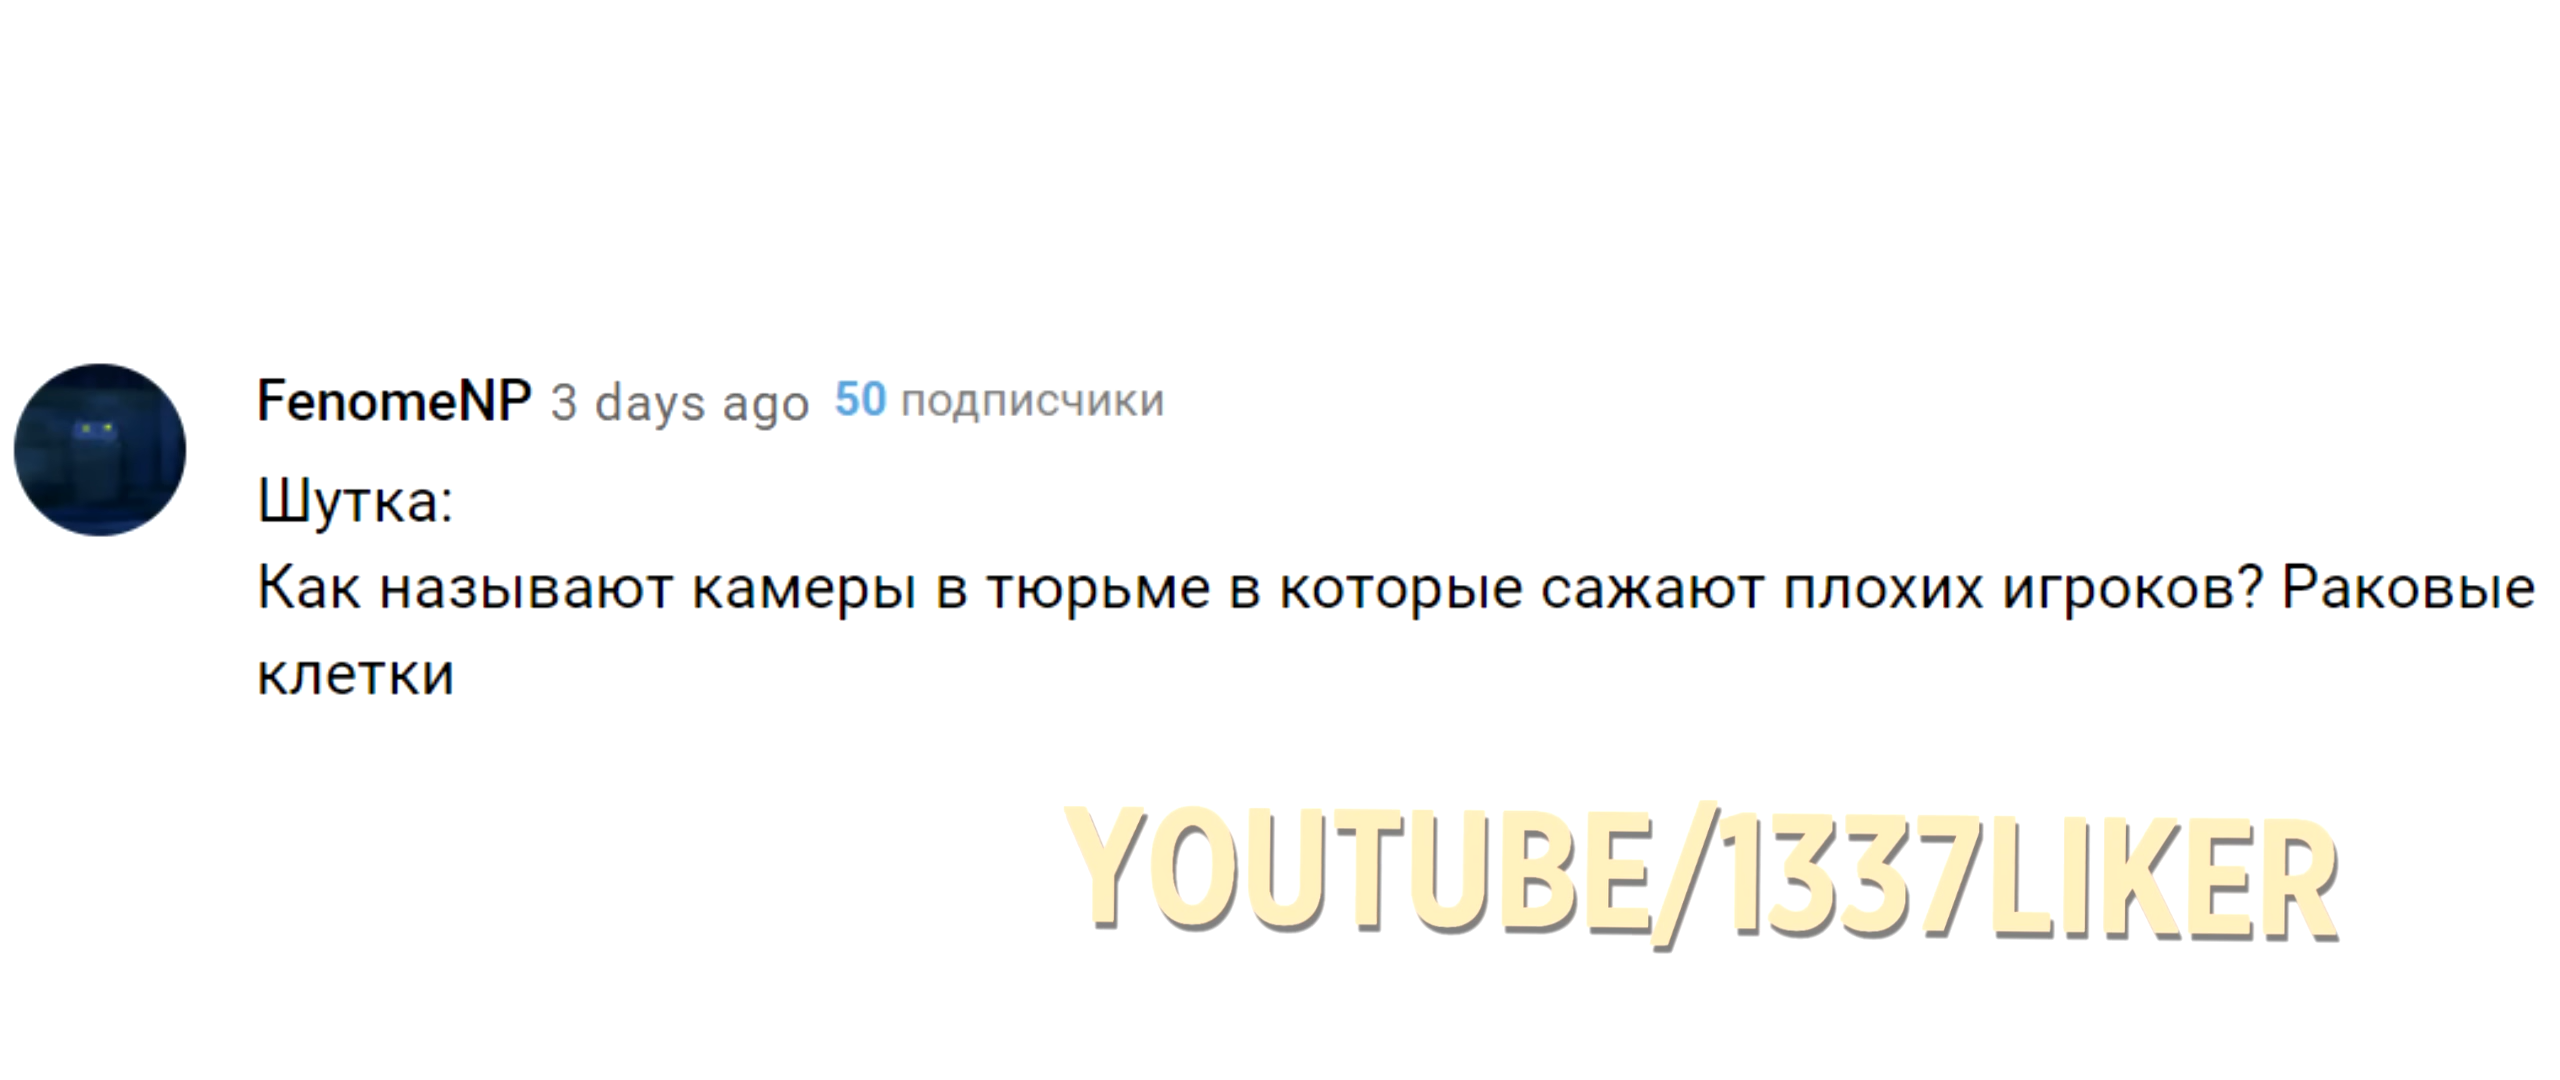 FenomeNP 3 days ago 50 подписчики
Шутка:
Как называют камеры в тюрьме в которые сажают плохих игроков? Раковые
клетки
YOUTUBE/1337LIKER